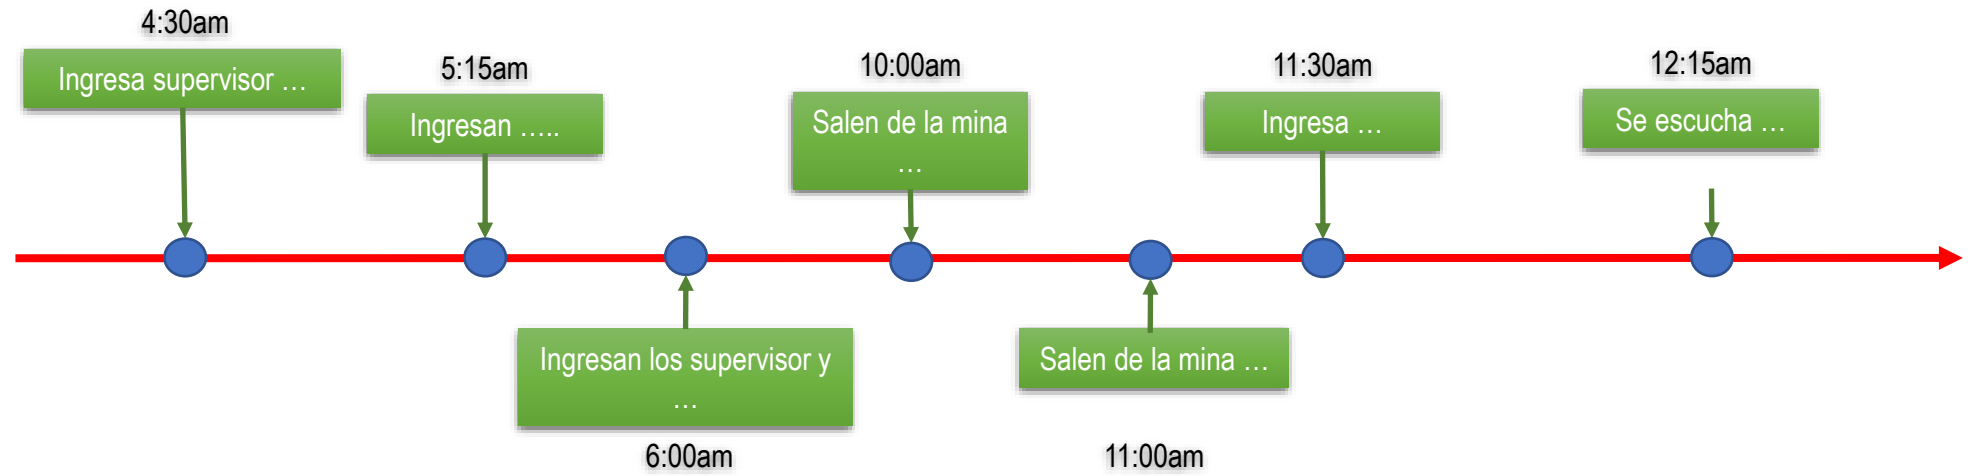 4:30am
Ingresa supervisor …
5:15am
Ingresan …..
6:00am
Ingresan los supervisor y
…
10:00am
Salen de la mina
…
11:00am
Salen de la mina …
11:30am
Ingresa …
12:15am
Se escucha …